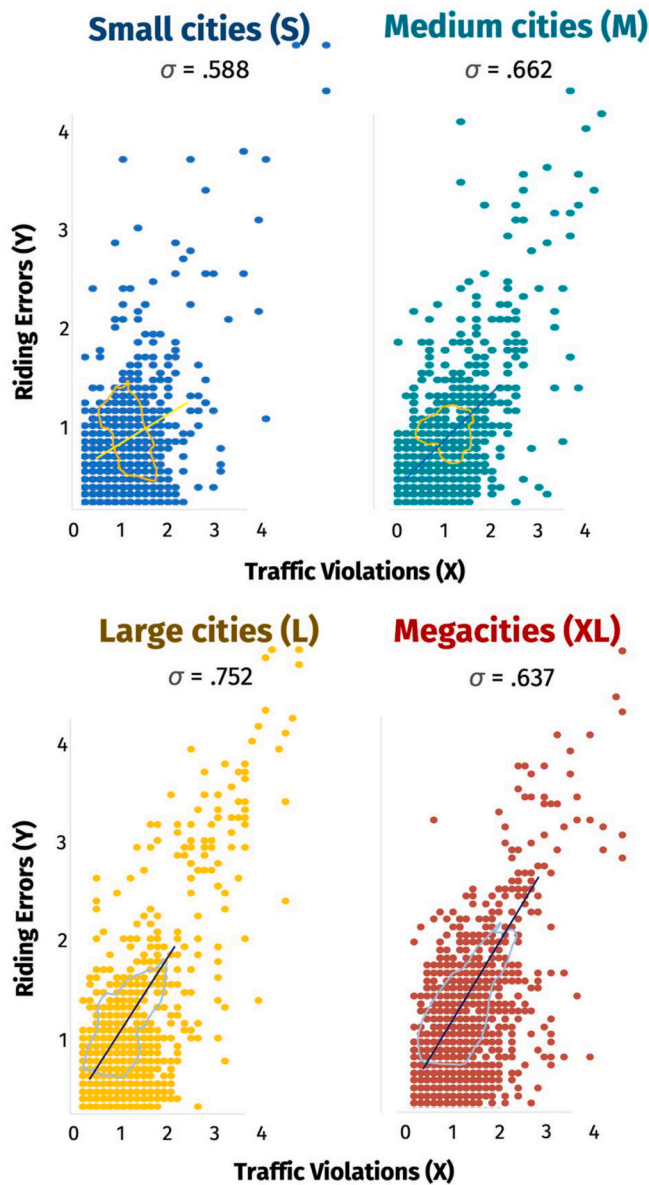 Small cities (S)
Medium cities (M)
σ = .588
σ = .662
4
3
2
1
Riding Errors (Y)
0 1 2 3 4
0 1 2 3 4
Traffic Violations (X)
Large cities (L)
Megacities (XL)
σ = .752
σ = .637
4
3
2
1
Riding Errors (Y)
0 1 2 3 4
0 1 2 3 4
Traffic Violations (X)